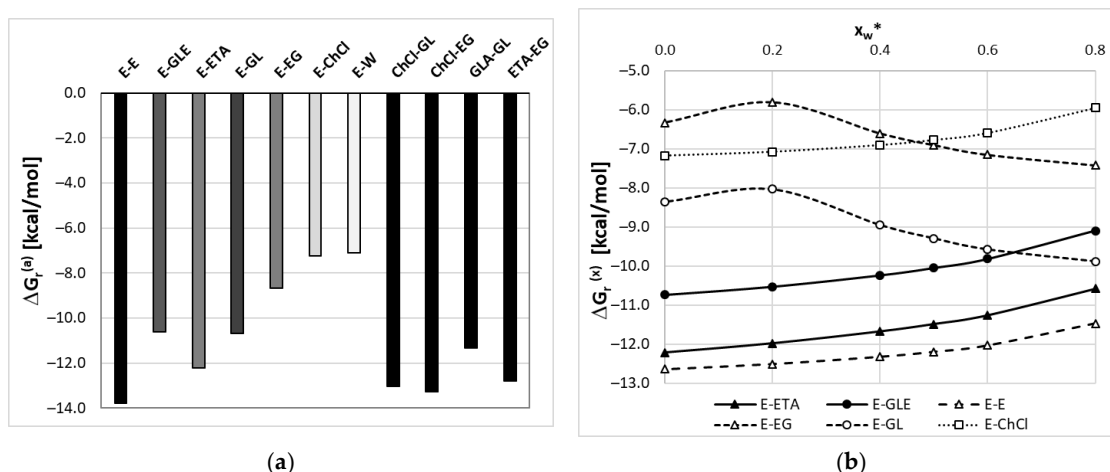 E-E
E-GLE
E-ETA
E-GL
E-EG
E-ChCl
E-W
ChCl-GL
ChCl-EG
GLA-GL
ETA-EG
0.0
−2.0
−4.0
−6.0
−8.0
−10.0
−12.0
−14.0
ΔGr(a) [kcal/mol]
(a)
xw*
0.0 0.2 0.4 0.6 0.8
−5.0
−6.0
−7.0
−8.0
−9.0
−10.0
−11.0
−12.0
−13.0
ΔGr(x) [kcal/mol]
E-ETA E-GLE E-E
E-EG E-GL E-ChCl
(b)